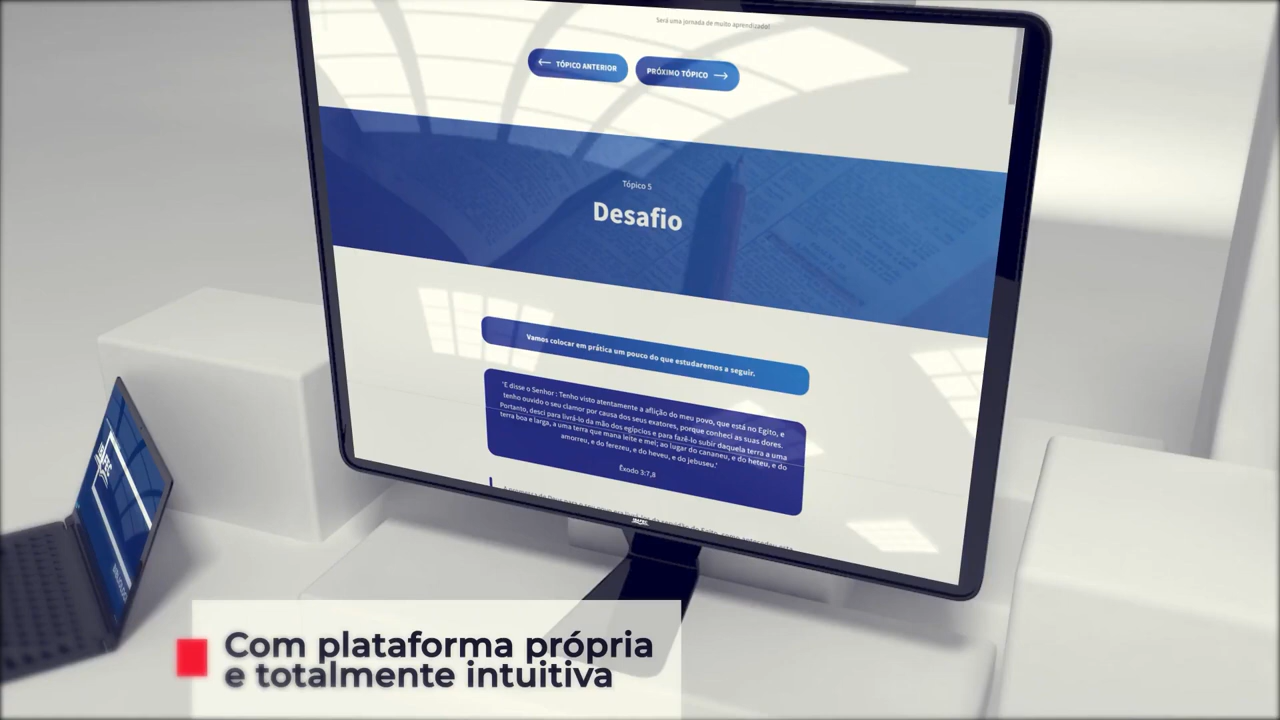 Será uma jornada de muito aprendizado!
← TÓPICO ANTERIOR
PRÓXIMO TÓPICO →
Tópico 5
Desafio
Vamos colocar em prática um pouco do que estudaremos a seguir.
"E disse o Senhor : Tenho visto atentamente a aflição do meu povo, que está no Egito, e
tenho ouvido o seu clamor por causa dos seus exatores, porque conheci as suas dores.
Portanto, desci para livrá-lo da mão dos egípcios e para fazê-lo subir daquela terra a uma
terra boa e larga, a uma terra que mana leite e mel; ao lugar do cananeu, e do heteu, e do
amorreu, e do ferezeu, e do heveu, e do jebuseu."
Êxodo 3:7,8
Com plataforma própria
e totalmente intuitiva